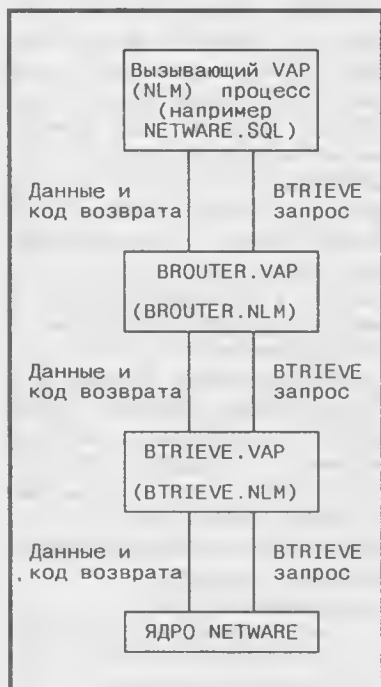 Вызывающий VAP
(NLM) процесс
(например
NETWARE.SQL)
Данные и
код возврата
BTRIEVE
запрос
BROUTER.VAP
(BROUTER.NLM)
Данные и
код возврата
BTRIEVE
запрос
BTRIEVE.VAP
(BTRIEVE.NLM)
Данные и
код возврата
BTRIEVE
запрос
ЯДРО NETWARE